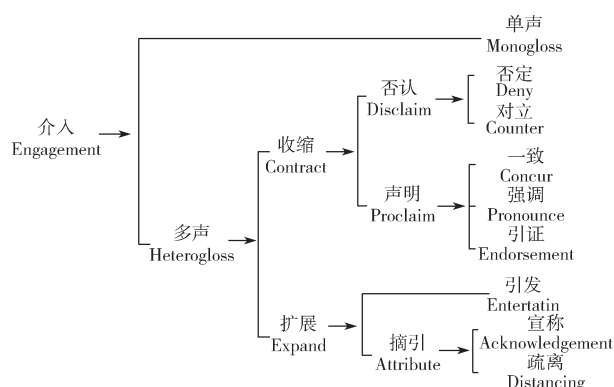 单声
Monogloss
否定
Deny
否认
Disclaim
对立
Counter
介入
Engagement
收缩
Contract
一致
Concur
声明
Proclaim
强调
Pronounce
引证
Endorsement
多声
Heterogloss
引发
Entertatin
扩展
Expand
宣称
Acknowledgement
摘引
Attribute
疏离
Distancing